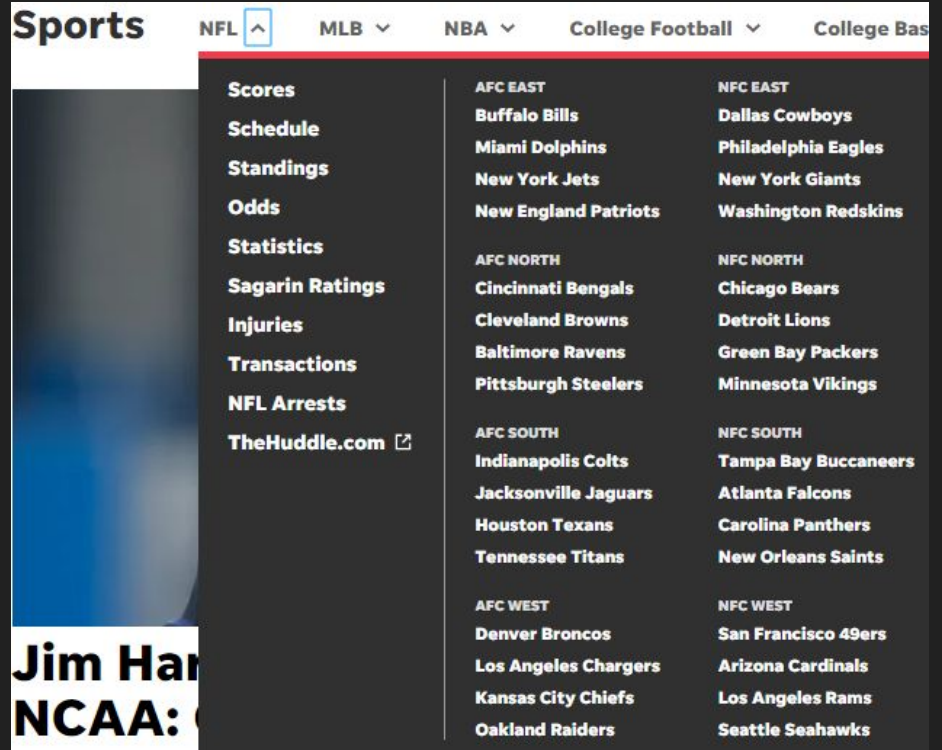 Sports NFL MLB NBA College Football College Bas
Scores
Schedule
Standings
Odds
Statistics
Sagarin Ratings
Injuries
Transactions
NFL Arrests
TheHuddle.com
AFC EAST
Buffalo Bills
Miami Dolphins
New York Jets
New England Patriots
AFC NORTH
Cincinnati Bengals
Cleveland Browns
Baltimore Ravens
Pittsburgh Steelers
AFC SOUTH
Indianapolis Colts
Jacksonville Jaguars
Houston Texans
Tennessee Titans
AFC WEST
Denver Broncos
Los Angeles Chargers
Kansas City Chiefs
Oakland Raiders
NFC EAST
Dallas Cowboys
Philadelphia Eagles
New York Giants
Washington Redskins
NFC NORTH
Chicago Bears
Detroit Lions
Green Bay Packers
Minnesota Vikings
NFC SOUTH
Tampa Bay Buccaneers
Atlanta Falcons
Carolina Panthers
New Orleans Saints
NFC WEST
San Francisco 49ers
Arizona Cardinals
Los Angeles Rams
Seattle Seahawks
Jim Har
NCAA: